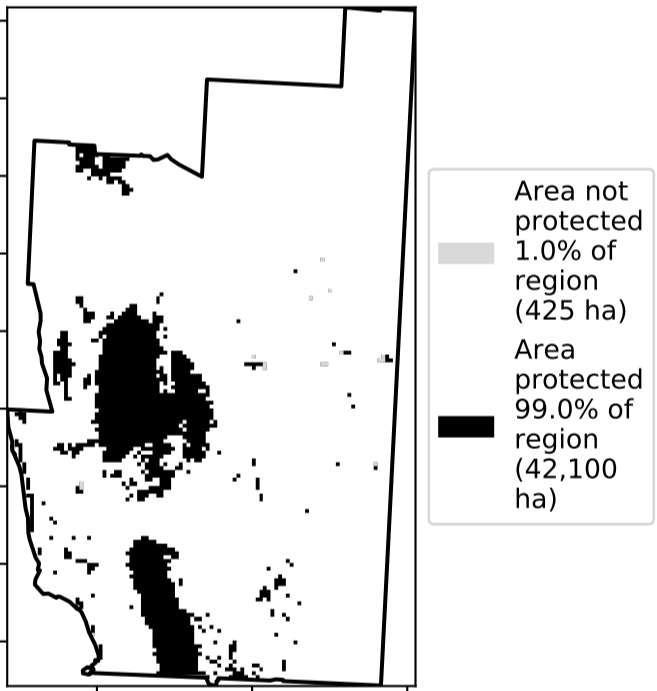 Area not
protected
1.0% of
region
(425 ha)
Area
protected
99.0% of
region
(42,100
ha)